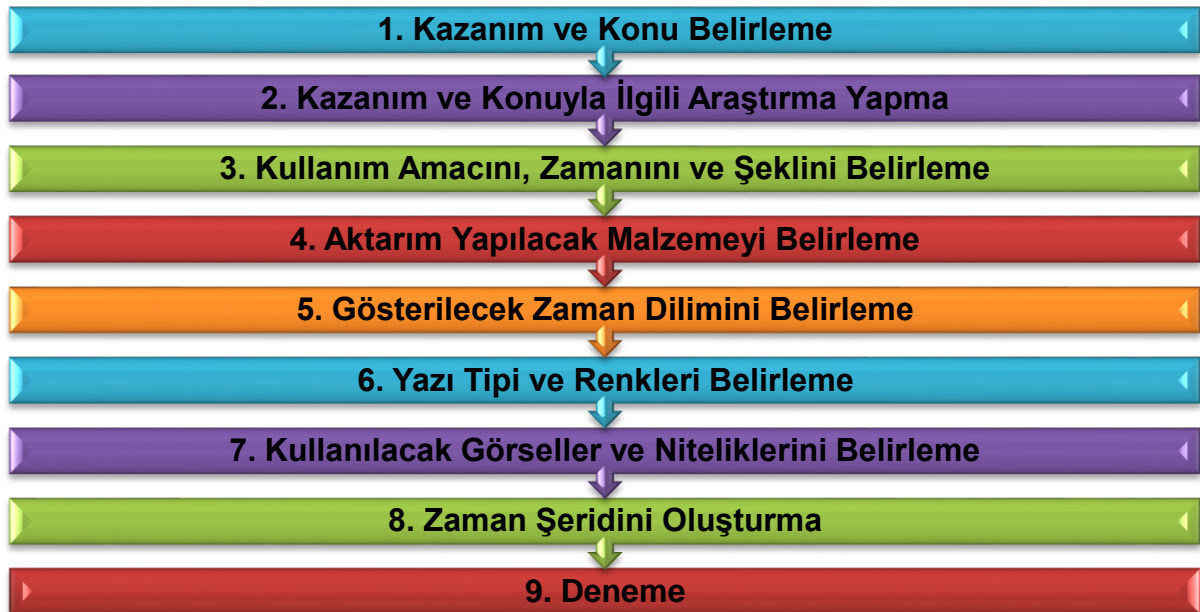 1. Kazanım ve Konu Belirleme
2. Kazanım ve Konuyla İlgili Araştırma Yapma
3. Kullanım Amacını, Zamanını ve Şeklini Belirleme
4. Aktarım Yapılacak Malzemeyi Belirleme
5. Gösterilecek Zaman Dilimini Belirleme
6. Yazı Tipi ve Renkleri Belirleme
7. Kullanılacak Görseller ve Niteliklerini Belirleme
8. Zaman Şeridini Oluşturma
9. Deneme